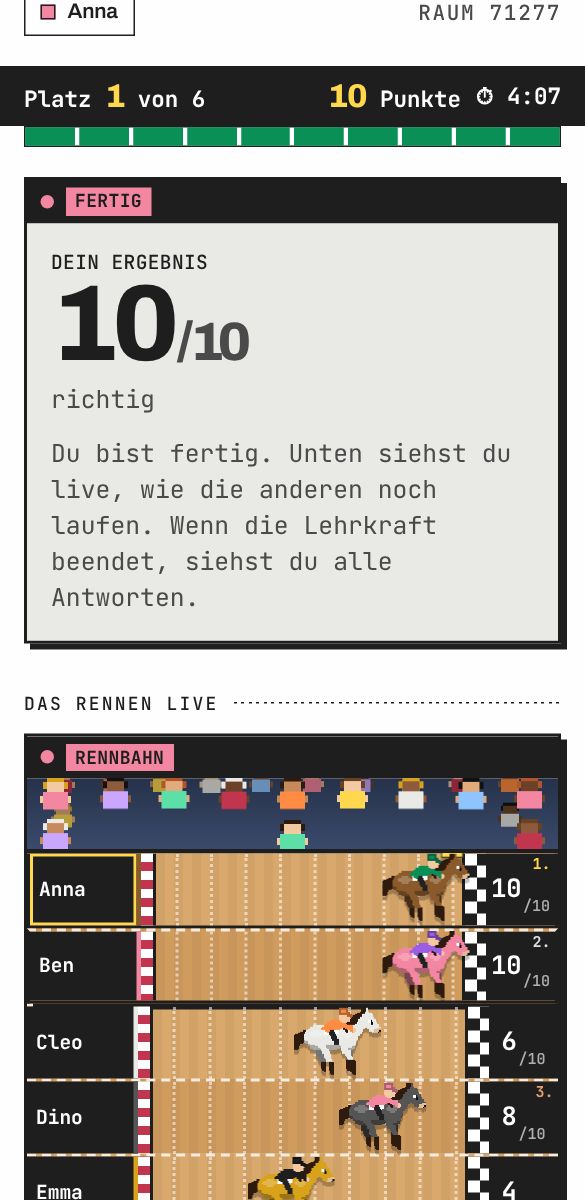 Anna
RAUM 71277
Platz 1 von 6
10 Punkte ⏱ 4:07
FERTIG
DEIN ERGEBNIS
10/10
richtig
Du bist fertig. Unten siehst du
live, wie die anderen noch
laufen. Wenn die Lehrkraft
beendet, siehst du alle
Antworten.
DAS RENNEN LIVE
RENNBAHN
Anna
1.
10/10
Ben
2.
10/10
Cleo
6/10
Dino
3.
8/10
Emma
4